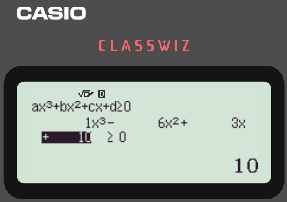 CASIO
CLASSWIZ
√▱ D
ax³+bx²+cx+d≥0
1x³− 6x²+ 3x
+ 10 ≥ 0
10